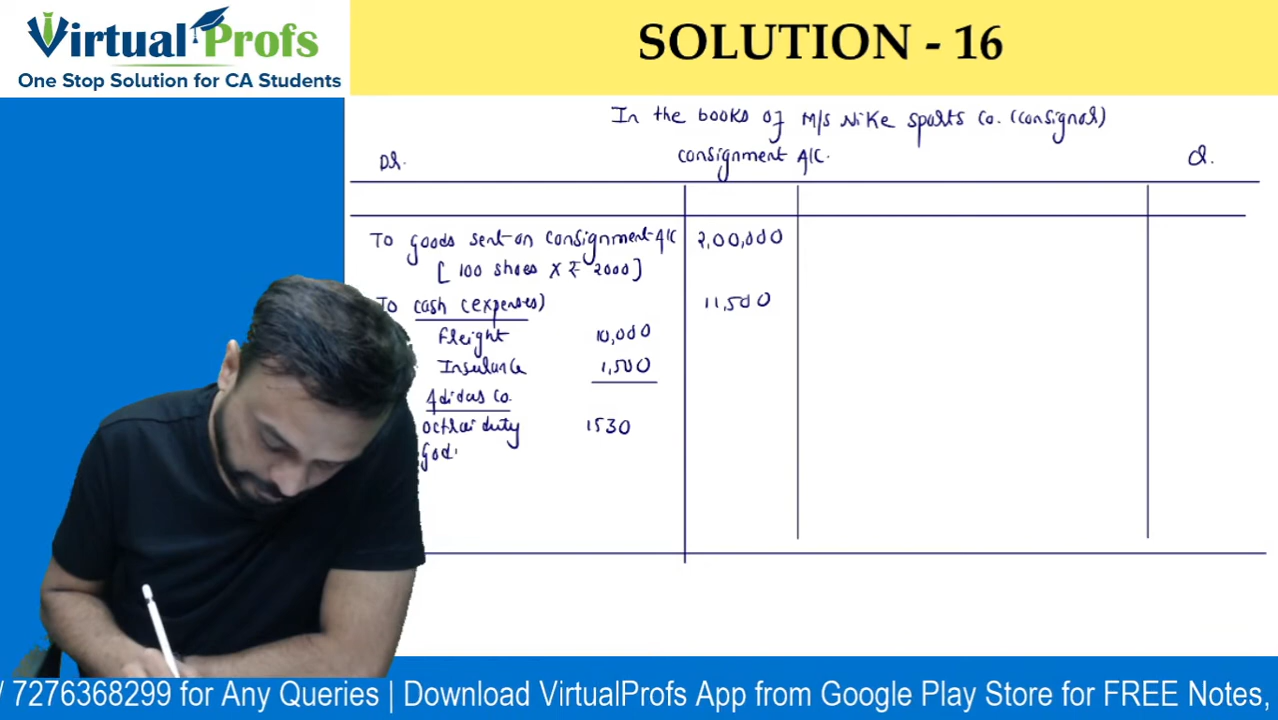 Virtual Profs
One Stop Solution for CA Students
SOLUTION - 16
In the books of M/s Nike sports Co. (consignor)
Dr. consignment A/c. Cr.
To goods sent on consignment A/c 2,00,000
[ 100 shoes X ₹ 2000 ]
To cash (expenses) 11,500
Freight 10,000
Insurance 1,500
Adidas Co.
octroi duty 1530
God
/ 7276368299 for Any Queries | Download VirtualProfs App from Google Play Store for FREE Notes,